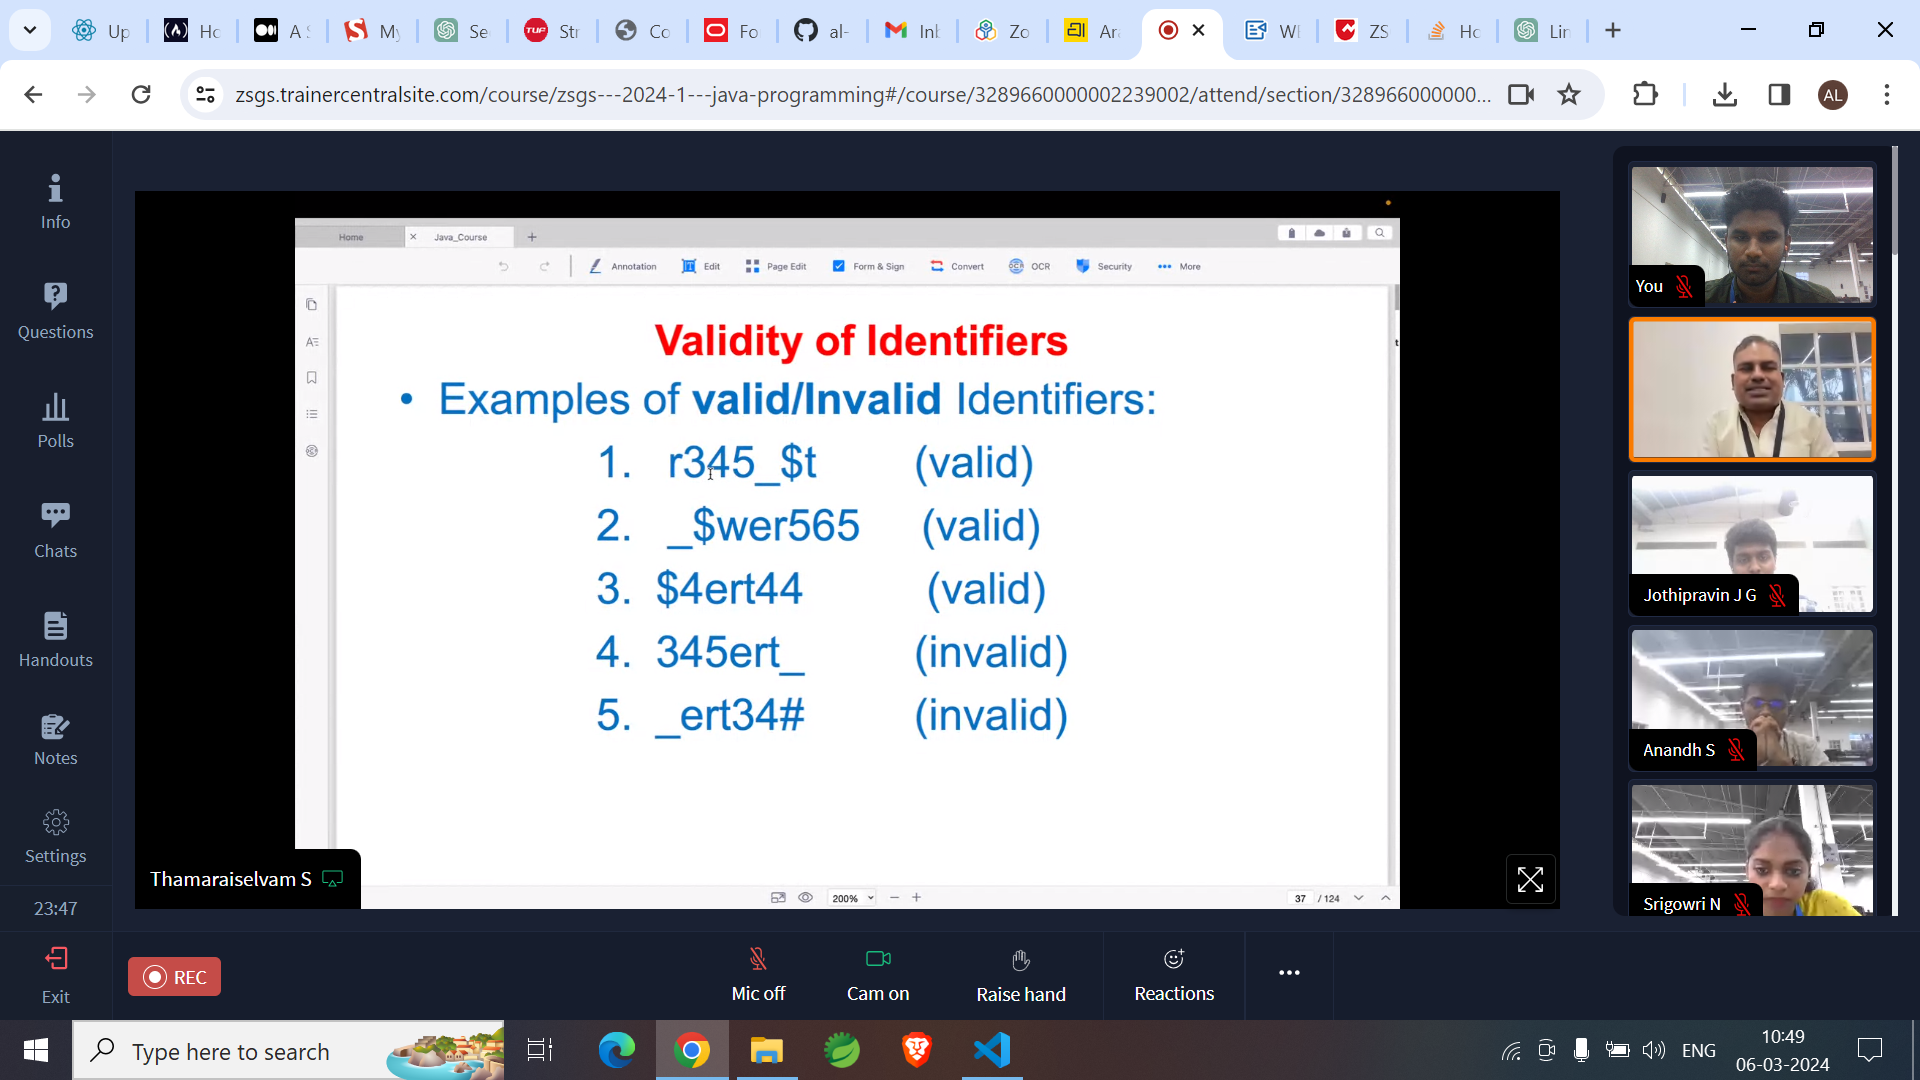 Up
Ho
A S
My
Se
Str
Co
Fo
al-
Inb
Zo
Ar
WI
ZS
Ho
Lin
zsgs.trainercentralsite.com/course/zsgs---2024-1---java-programming#/course/3289660000002239002/attend/section/328966000000...
AL
Info
Questions
Polls
Chats
Handouts
Notes
Settings
23:47
Exit
Home
Java_Course
Annotation
Edit
Page Edit
Form & Sign
Convert
OCR
Security
More
Validity of Identifiers
• Examples of valid/Invalid Identifiers:
1. r345_$t (valid)
2. _$wer565 (valid)
3. $4ert44 (valid)
4. 345ert_ (invalid)
5. _ert34# (invalid)
200%
37 / 124
Thamaraiselvam S
You
Jothipravin J G
Anandh S
Srigowri N
REC
Mic off
Cam on
Raise hand
Reactions
Type here to search
ENG
10:49
06-03-2024